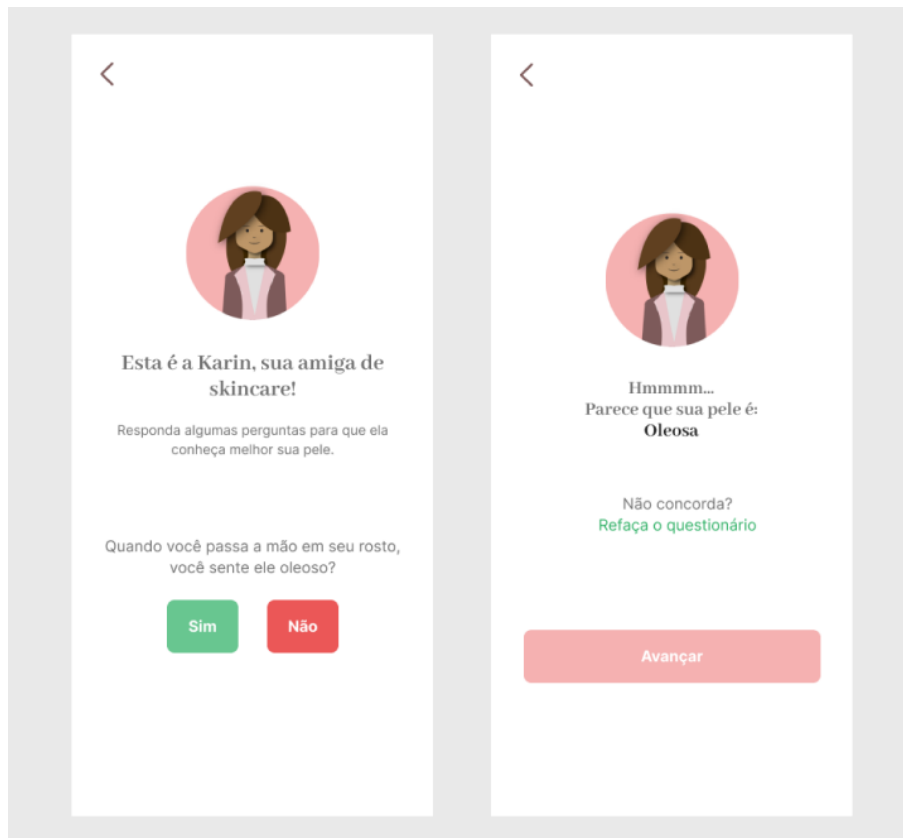 Esta é a Karin, sua amiga de
skincare!
Responda algumas perguntas para que ela
conheça melhor sua pele.
Quando você passa a mão em seu rosto,
você sente ele oleoso?
Sim
Não
Hmmmm...
Parece que sua pele é:
Oleosa
Não concorda?
Refaça o questionário
Avançar